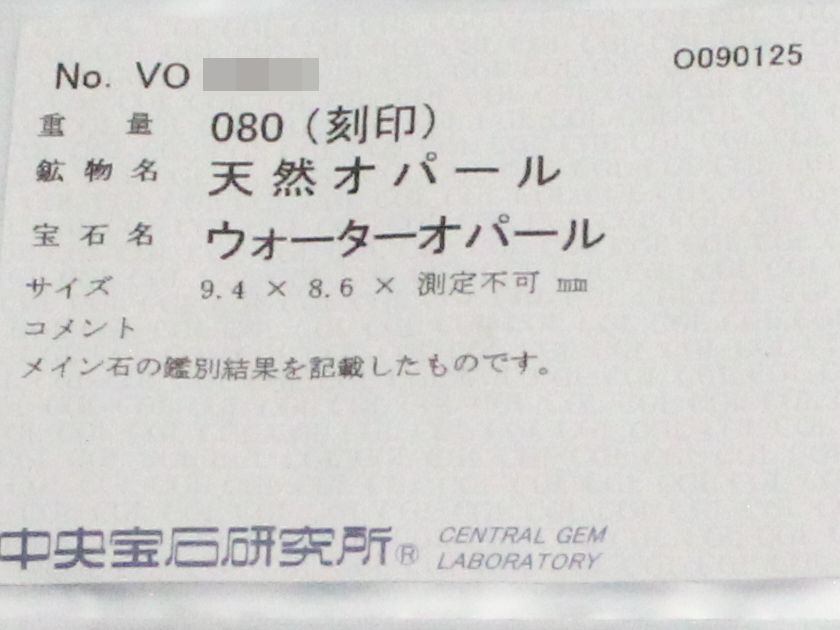 No. VO
O090125
重量 080（刻印）
鉱物名 天然オパール
宝石名 ウォーターオパール
サイズ 9.4 × 8.6 × 測定不可 ㎜
コメント
メイン石の鑑別結果を記載したものです。
中央宝石研究所® CENTRAL GEM
LABORATORY